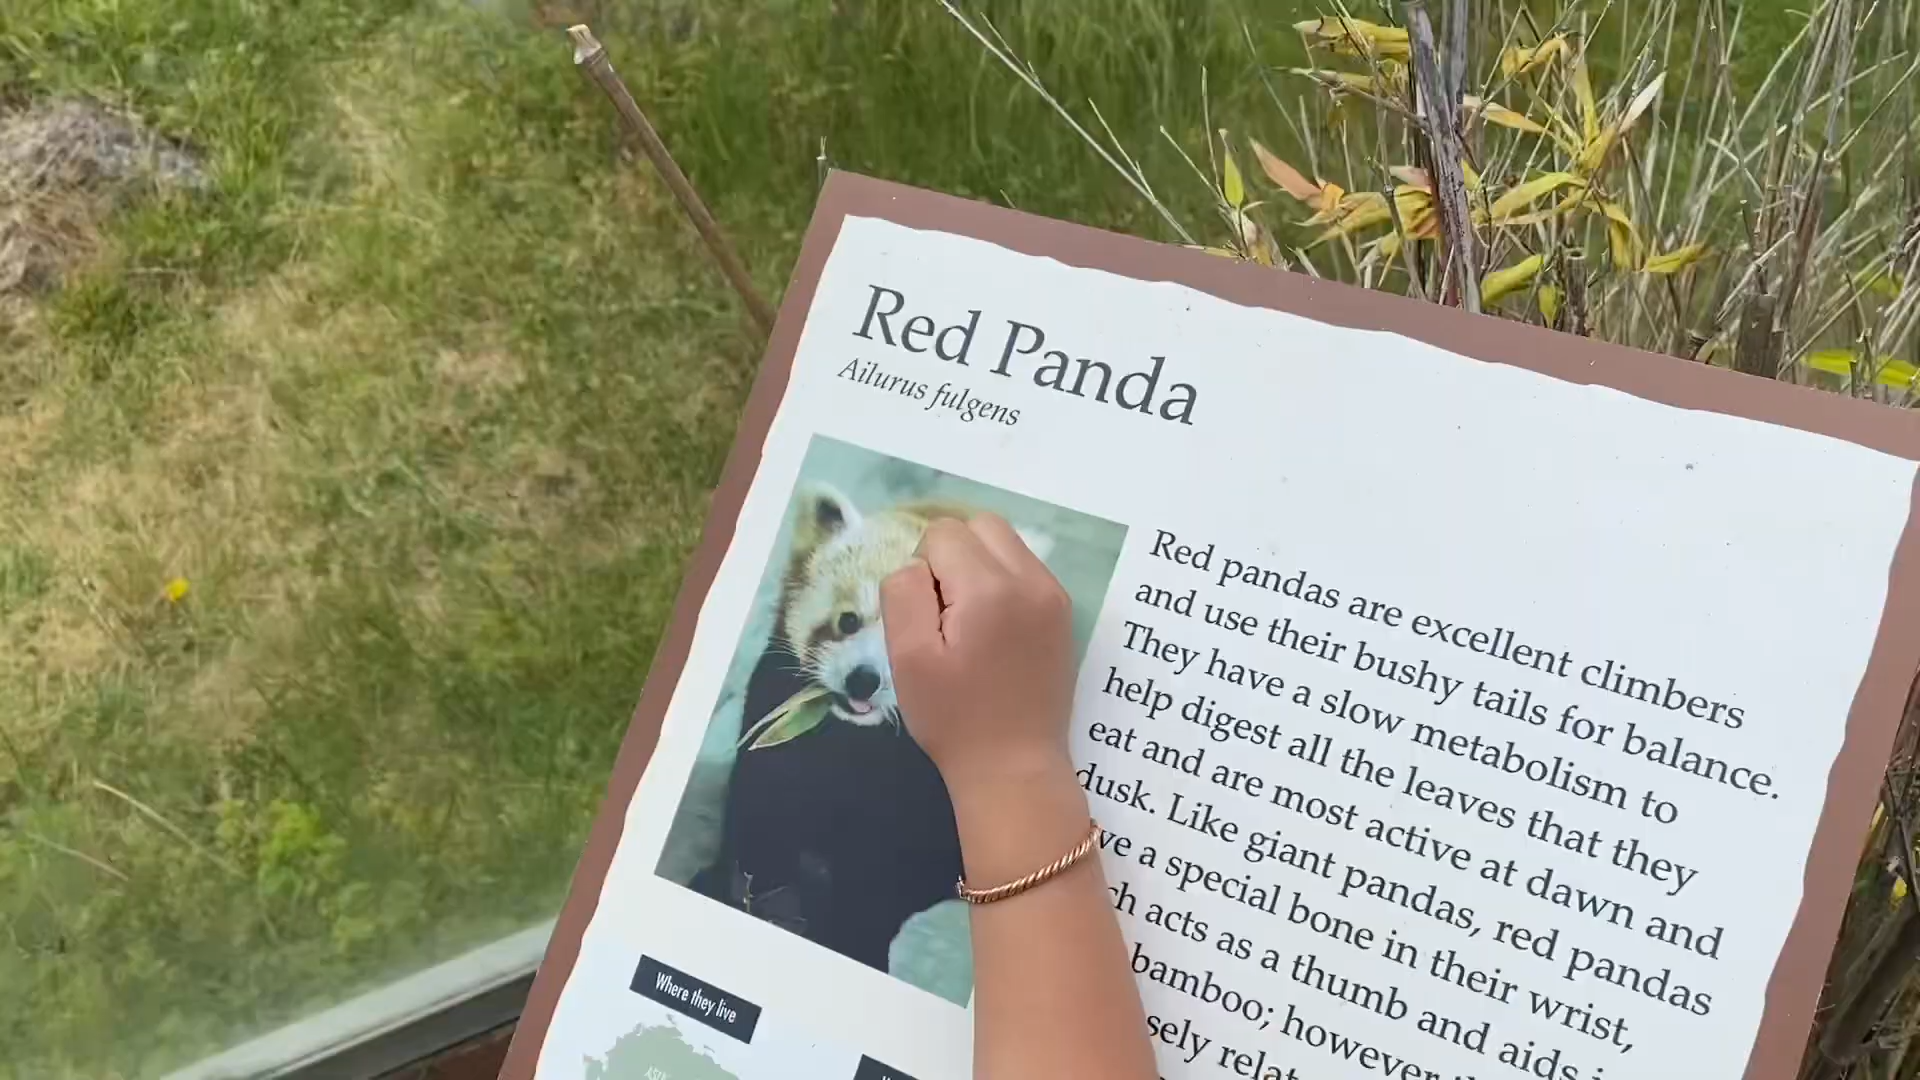 Red Panda
Ailurus fulgens
Red pandas are excellent climbers
and use their bushy tails for balance.
They have a slow metabolism to
help digest all the leaves that they
eat and are most active at dawn and
dusk. Like giant pandas, red pandas
a special bone in their wrist,
acts as a thumb and aids
bamboo; however
Where they live